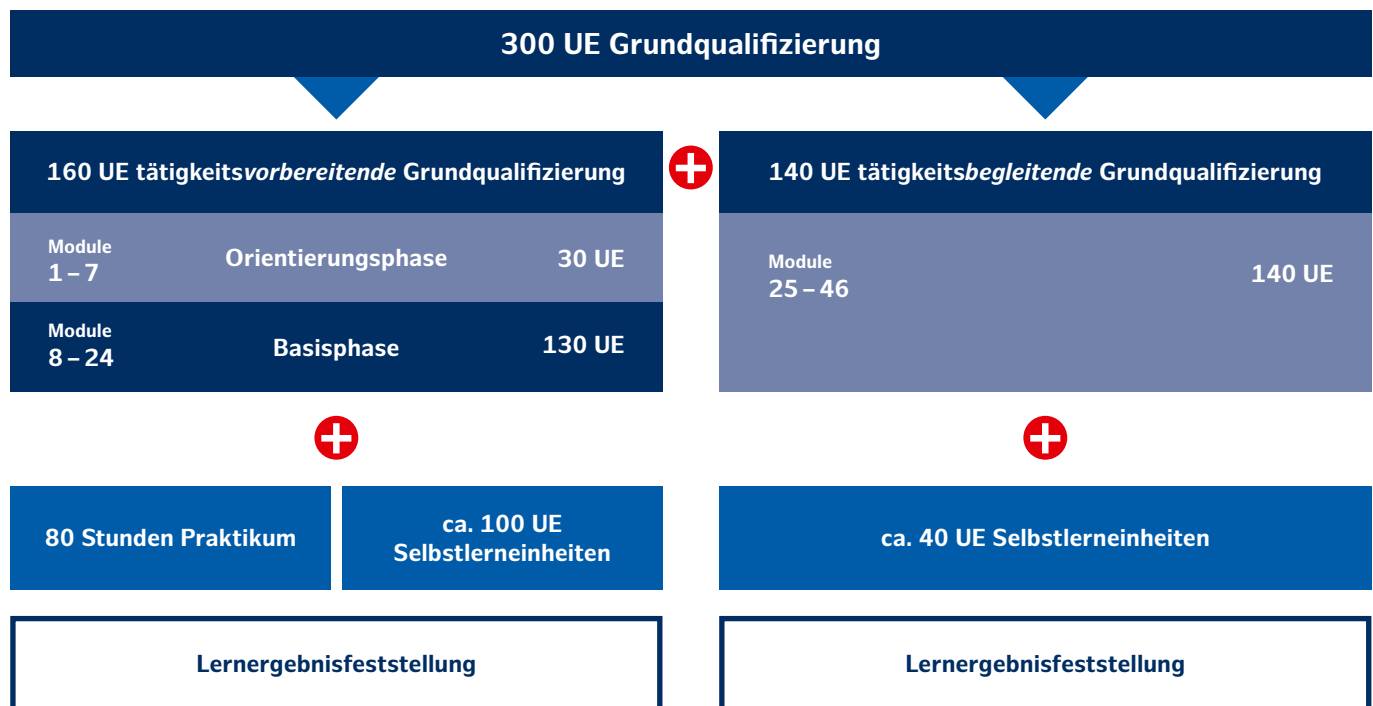 300 UE Grundqualifizierung
160 UE tätigkeitsvorbereitende Grundqualifizierung
Module
1 – 7
Orientierungsphase
30 UE
Module
8 – 24
Basisphase
130 UE
80 Stunden Praktikum
ca. 100 UE
Selbstlerneinheiten
Lernergebnisfeststellung
140 UE tätigkeitsbegleitende Grundqualifizierung
Module
25 – 46
140 UE
ca. 40 UE Selbstlerneinheiten
Lernergebnisfeststellung